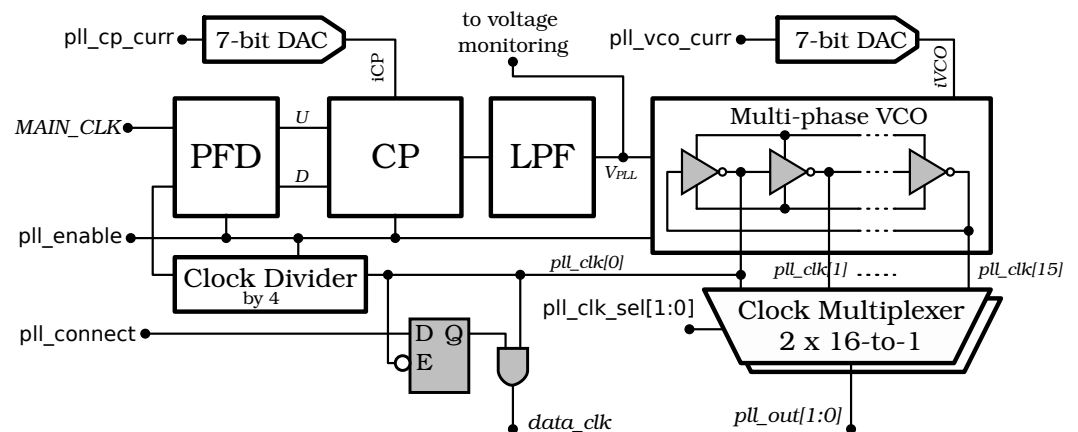 to voltage
monitoring
pll_cp_curr
7-bit DAC
pll_vco_curr
7-bit DAC
iCP
iVCO
MAIN_CLK
PFD
U
D
CP
LPF
VPLL
Multi-phase VCO
pll_enable
Clock Divider
by 4
pll_clk[0]
pll_clk[1]
pll_clk[15]
pll_clk_sel[1:0]
Clock Multiplexer
2 x 16-to-1
pll_connect
D Q
E
data_clk
pll_out[1:0]